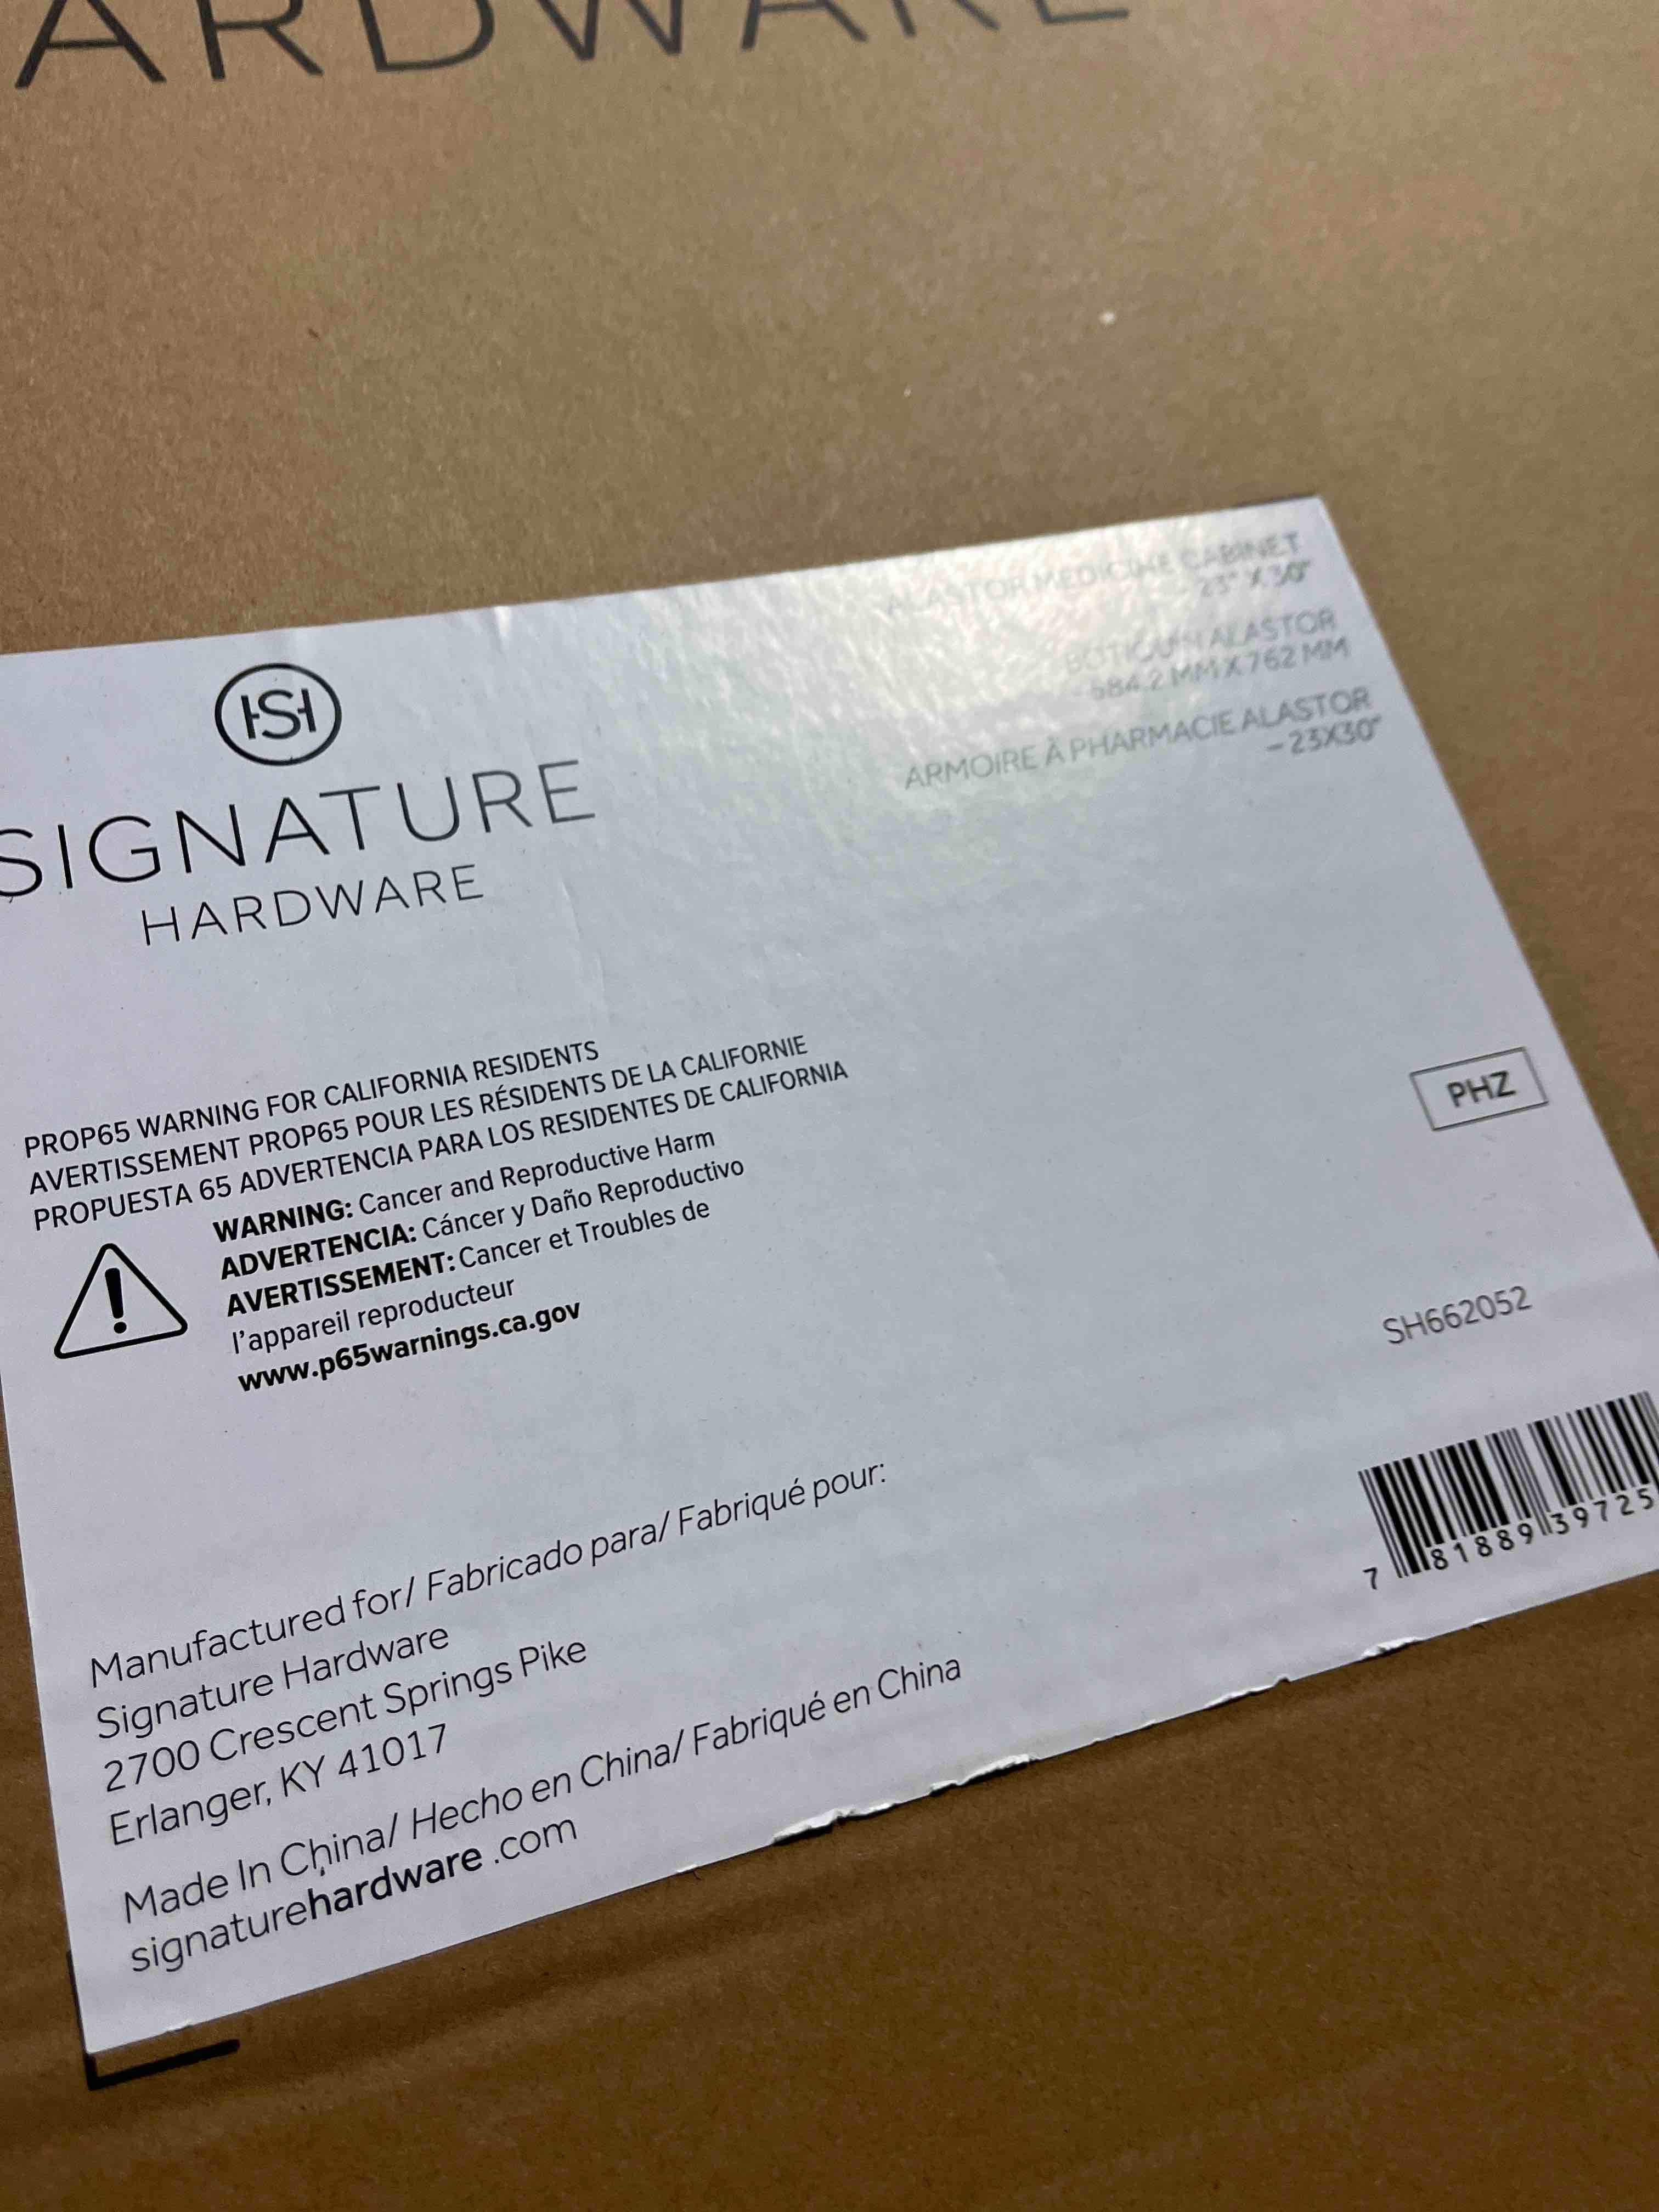 ARDWARE
HS
SIGNATURE
HARDWARE
ALASTOR MEDICINE CABINET
23" X 30"
BOTIQUIN ALASTOR
584.2 MM X 762 MM
ARMOIRE À PHARMACIE ALASTOR
– 23X30"
PROP65 WARNING FOR CALIFORNIA RESIDENTS
AVERTISSEMENT PROP65 POUR LES RÉSIDENTS DE LA CALIFORNIE
PROPUESTA 65 ADVERTENCIA PARA LOS RESIDENTES DE CALIFORNIA
WARNING: Cancer and Reproductive Harm
ADVERTENCIA: Cáncer y Daño Reproductivo
AVERTISSEMENT: Cancer et Troubles de
l'appareil reproducteur
www.p65warnings.ca.gov
PHZ
SH662052
7 81889 39725
Manufactured for/ Fabricado para/ Fabriqué pour:
Signature Hardware
2700 Crescent Springs Pike
Erlanger, KY 41017
Made In China/ Hecho en China/ Fabriqué en China
signaturehardware .com